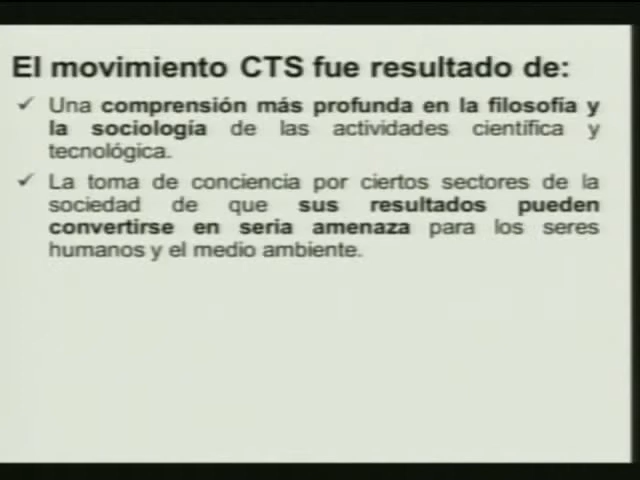 El movimiento CTS fue resultado de:
✓ Una comprensión más profunda en la filosofía y
la sociología de las actividades científica y
tecnológica.
✓ La toma de conciencia por ciertos sectores de la
sociedad de que sus resultados pueden
convertirse en seria amenaza para los seres
humanos y el medio ambiente.